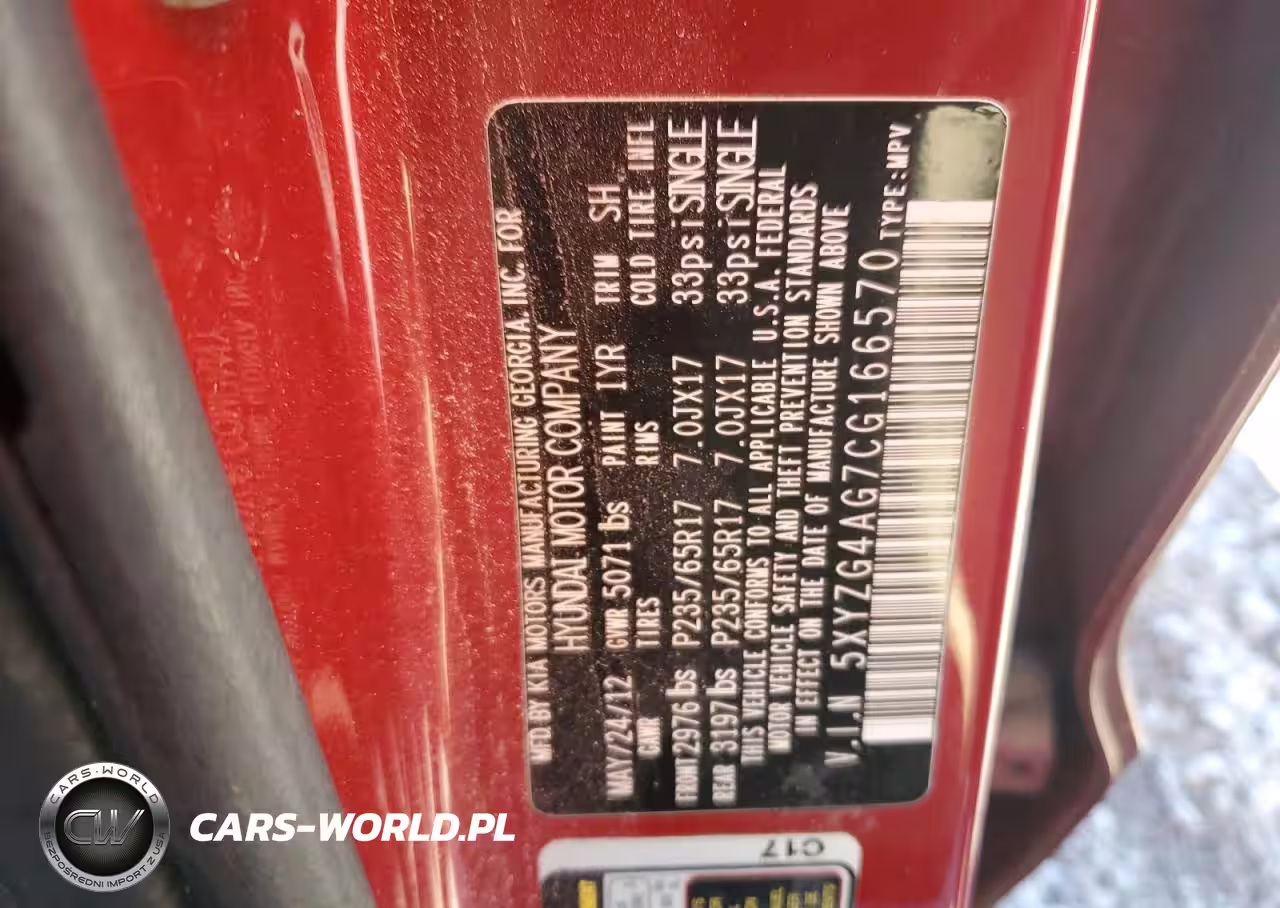 MFD BY KIA MOTORS MANUFACTURING GEORGIA. INC. FOR
HYUNDAI MOTOR COMPANY
MAY/24/12 GVWR 5071 lbs PAINT IYR TRIM SH
GAWR TIRES RIMS COLD TIRE INFL
FRONT 2976 lbs P235/65R17 7.0JX17 33psi SINGLE
REAR 3197 lbs P235/65R17 7.0JX17 33psi SINGLE
THIS VEHICLE CONFORMS TO ALL APPLICABLE U.S.A. FEDERAL
MOTOR VEHICLE SAFETY AND THEFT PREVENTION STANDARDS
IN EFFECT ON THE DATE OF MANUFACTURE SHOWN ABOVE
V.I.N 5XYZG4AG7CG166570 TYPE:MPV
C17
CARS-WORLD
CW
BEZPOŚREDNI IMPORT Z USA
CARS-WORLD.PL